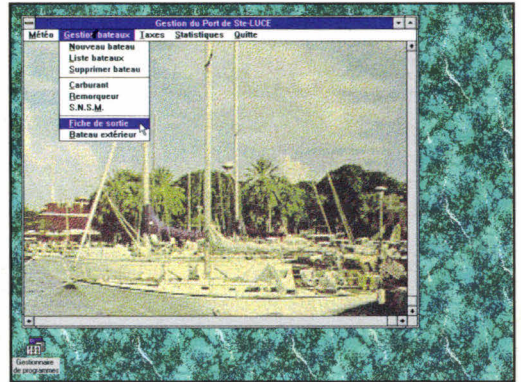 Gestion du Port de Ste-LUCE
Météo Gestion bateaux Taxes Statistiques Quitte
Nouveau bateau
Liste bateaux
Supprimer bateau
Carburant
Remorqueur
S.N.S.M.
Fiche de sortie
Bateau extérieur
Gestionnaire
de programmes